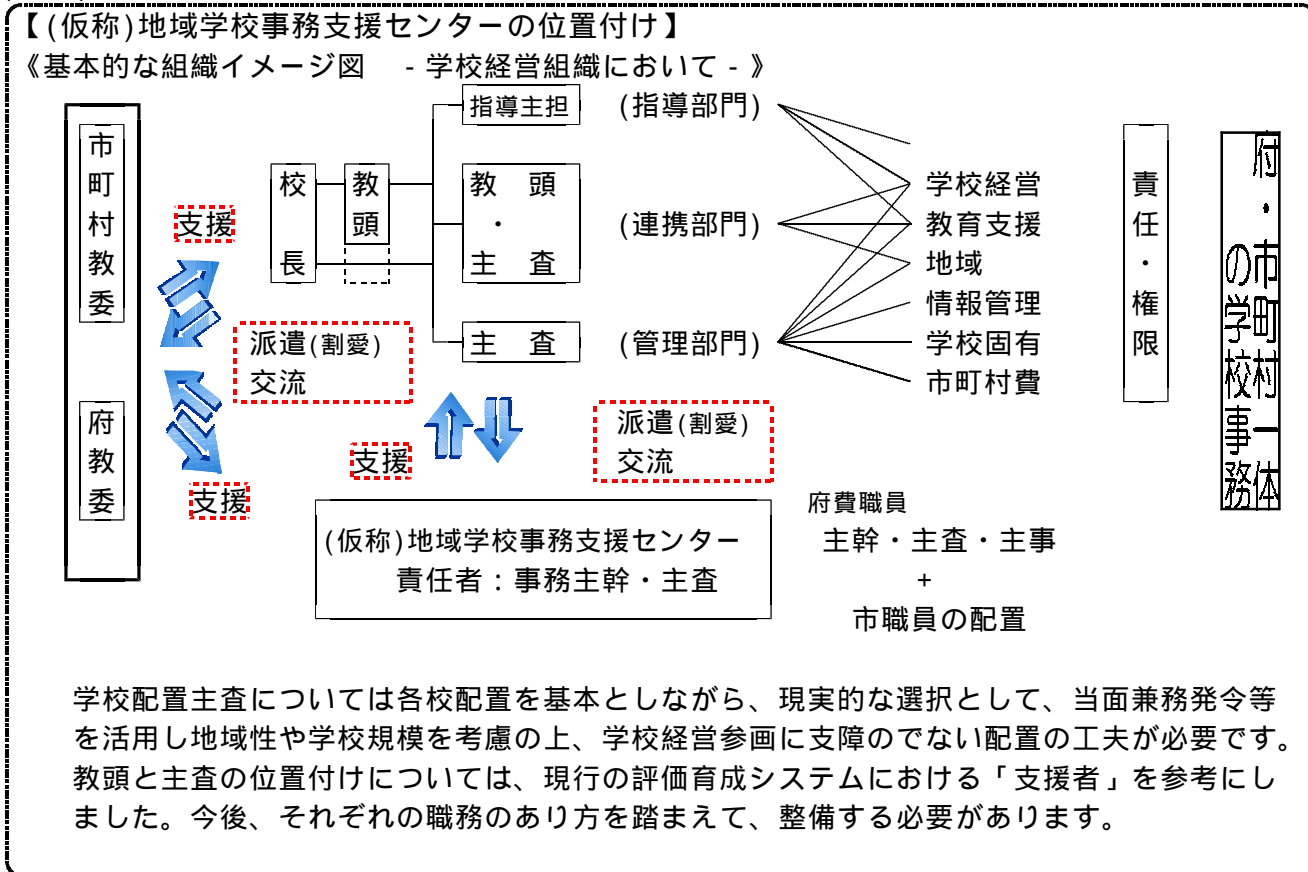 【(仮称)地域学校事務支援センターの位置付け】
《基本的な組織イメージ図　-学校経営組織において-》
市町村教委
府教委
支援
派遣(割愛)
交流
支援
校長
教頭
指導主担
教頭
・
主査
主査
(指導部門)
(連携部門)
(管理部門)
学校経営
教育支援
地域
情報管理
学校固有
市町村費
責任・権限
府・市町村一体
の学校事務
支援
派遣(割愛)
交流
(仮称)地域学校事務支援センター
責任者：事務主幹・主査
府費職員
主幹・主査・主事
+
市職員の配置
学校配置主査については各校配置を基本としながら、現実的な選択として、当面兼務発令等
を活用し地域性や学校規模を考慮の上、学校経営参画に支障のでない配置の工夫が必要です。
教頭と主査の位置付けについては、現行の評価育成システムにおける「支援者」を参考にし
ました。今後、それぞれの職務のあり方を踏まえて、整備する必要があります。